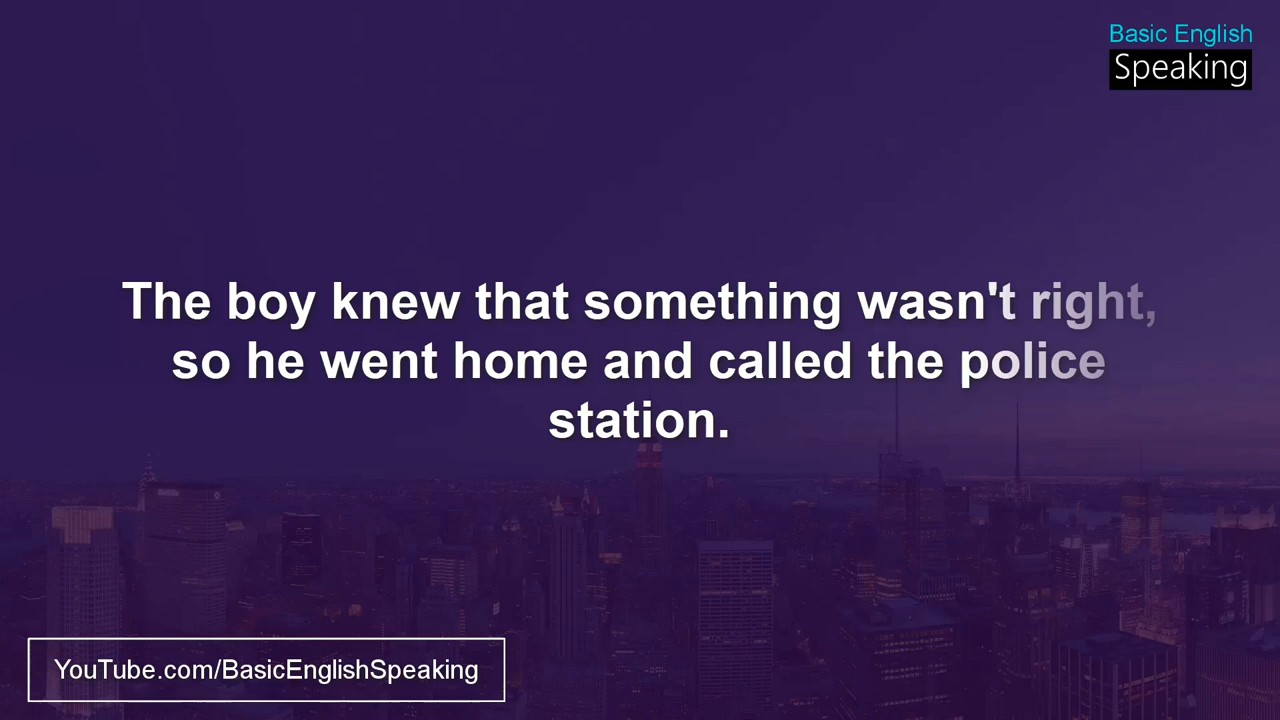 Basic English
Speaking
The boy knew that something wasn't right,
so he went home and called the police
station.
YouTube.com/BasicEnglishSpeaking